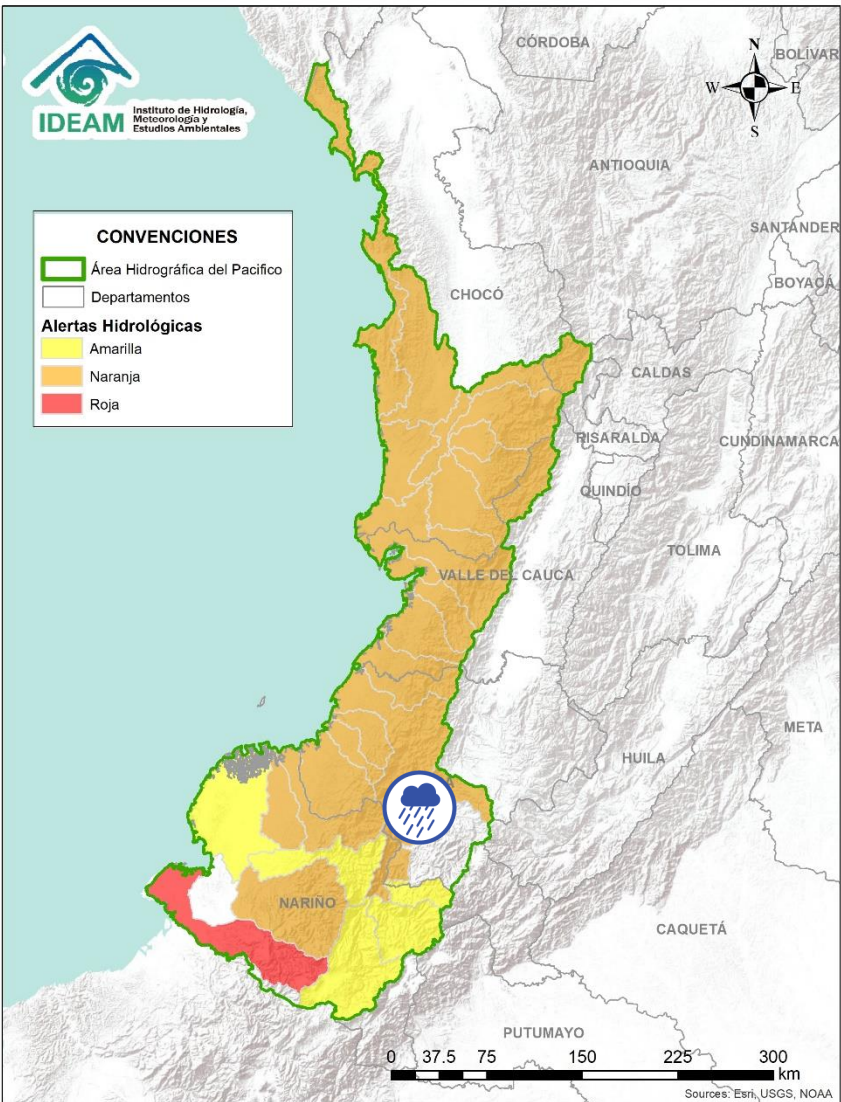 IDEAM
Instituto de Hidrología,
Meteorología y
Estudios Ambientales
CÓRDOBA
N
BOLÍVAR
W
E
S
ANTIOQUIA
CONVENCIONES
Área Hidrográfica del Pacifico
Departamentos
Alertas Hidrológicas
Amarilla
Naranja
Roja
SANTANDER
BOYACÁ
CHOCÓ
CALDAS
RISARALDA
CUNDINAMARCA
QUINDÍO
TOLIMA
VALLE DEL CAUCA
META
HUILA
NARIÑO
CAQUETÁ
PUTUMAYO
0 37.5 75 150 225 300
km
Sources: Esri, USGS, NOAA